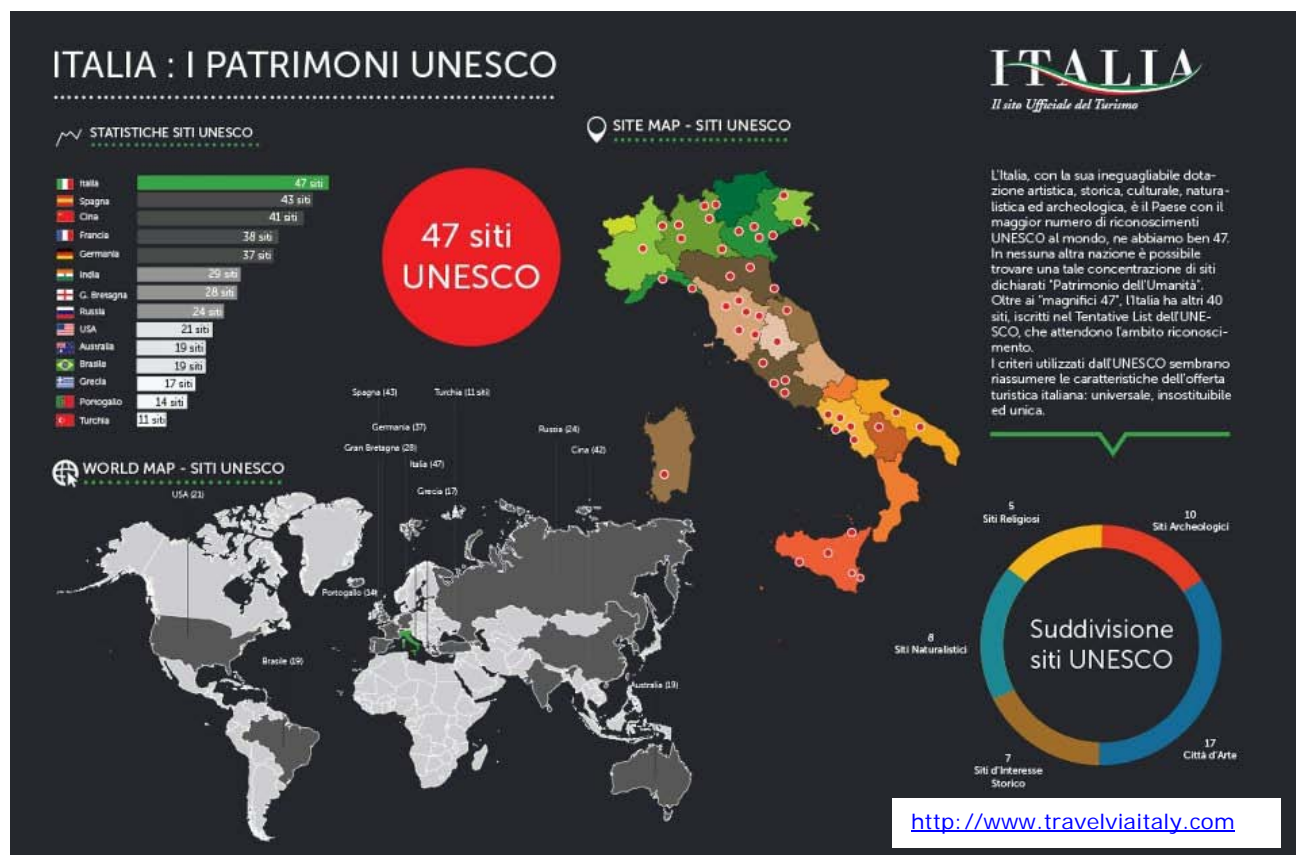 ITALIA : I PATRIMONI UNESCO
STATISTICHE SITI UNESCO
Italia 47 siti
Spagna 43 siti
Cina 41 siti
Francia 38 siti
Germania 37 siti
India 29 siti
G. Bretagna 28 siti
Russia 24 siti
USA 21 siti
Australia 19 siti
Brasile 19 siti
Grecia 17 siti
Portogallo 14 siti
Turchia 11 siti
47 siti
UNESCO
SITE MAP - SITI UNESCO
ITALIA
Il sito Ufficiale del Turismo
L'Italia, con la sua ineguagliabile dota-
zione artistica, storica, culturale, natura-
listica ed archeologica, è il Paese con il
maggior numero di riconoscimenti
UNESCO al mondo, ne abbiamo ben 47.
In nessuna altra nazione è possibile
trovare una tale concentrazione di siti
dichiarati "Patrimonio dell'Umanità".
Oltre ai "magnifici 47", l'Italia ha altri 40
siti, iscritti nel Tentative List dell'UNE-
SCO, che attendono l'ambito riconosci-
mento.
I criteri utilizzati dall'UNESCO sembrano
riassumere le caratteristiche dell'offerta
turistica italiana: universale, insostituibile
ed unica.
WORLD MAP - SITI UNESCO
USA (21)
Spagna (43)
Turchia (11 siti)
Germania (37)
Russia (24)
Gran Bretagna (28)
Cina (42)
Italia (47)
Grecia (17)
Portogallo (14)
Brasile (19)
Australia (19)
5
Siti Religiosi
10
Siti Archeologici
8
Siti Naturalistici
Suddivisione
siti UNESCO
7
Siti d'Interesse
Storico
17
Città d'Arte
http://www.travelviaitaly.com